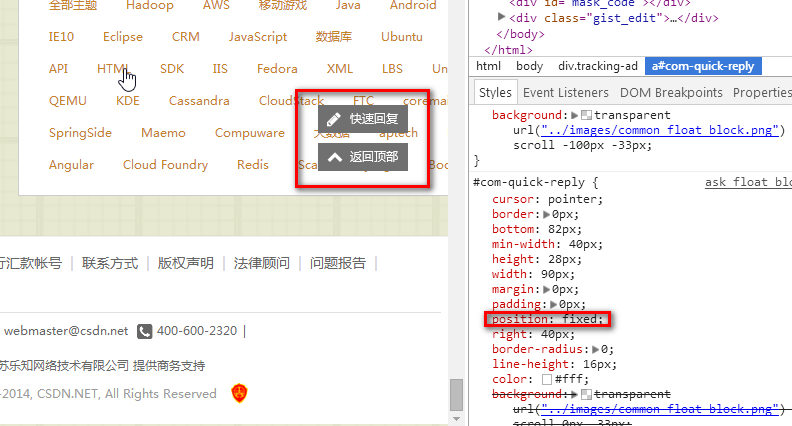 全部主题 Hadoop AWS 移动游戏 Java Android
IE10 Eclipse CRM JavaScript 数据库 Ubuntu
API HTML SDK IIS Fedora XML LBS Un
QEMU KDE Cassandra CloudStack FTC corema
SpringSide Maemo Compuware 大数据 aptech
Angular Cloud Foundry Redis Sca Boo
快速回复
返回顶部
行汇款帐号 | 联系方式 | 版权声明 | 法律顾问 | 问题报告 |
webmaster@csdn.net 400-600-2320 |
苏乐知网络技术有限公司 提供商务支持
-2014, CSDN.NET, All Rights Reserved
<div id="mask_code"></div>
<div class="gist_edit">…</div>
</body>
</html>
html body div.tracking-ad a#com-quick-reply
Styles Event Listeners DOM Breakpoints Properties
background: transparent
url("../images/common_float_block.png")
scroll -100px -33px;
}
#com-quick-reply { ask_float_bl
cursor: pointer;
border: 0px;
bottom: 82px;
min-width: 40px;
height: 28px;
width: 90px;
margin: 0px;
padding: 0px;
position: fixed;
right: 40px;
border-radius: 0;
line-height: 16px;
color: #fff;
background: transparent
url("../images/common_float_block.png")
scroll 0px -33px;